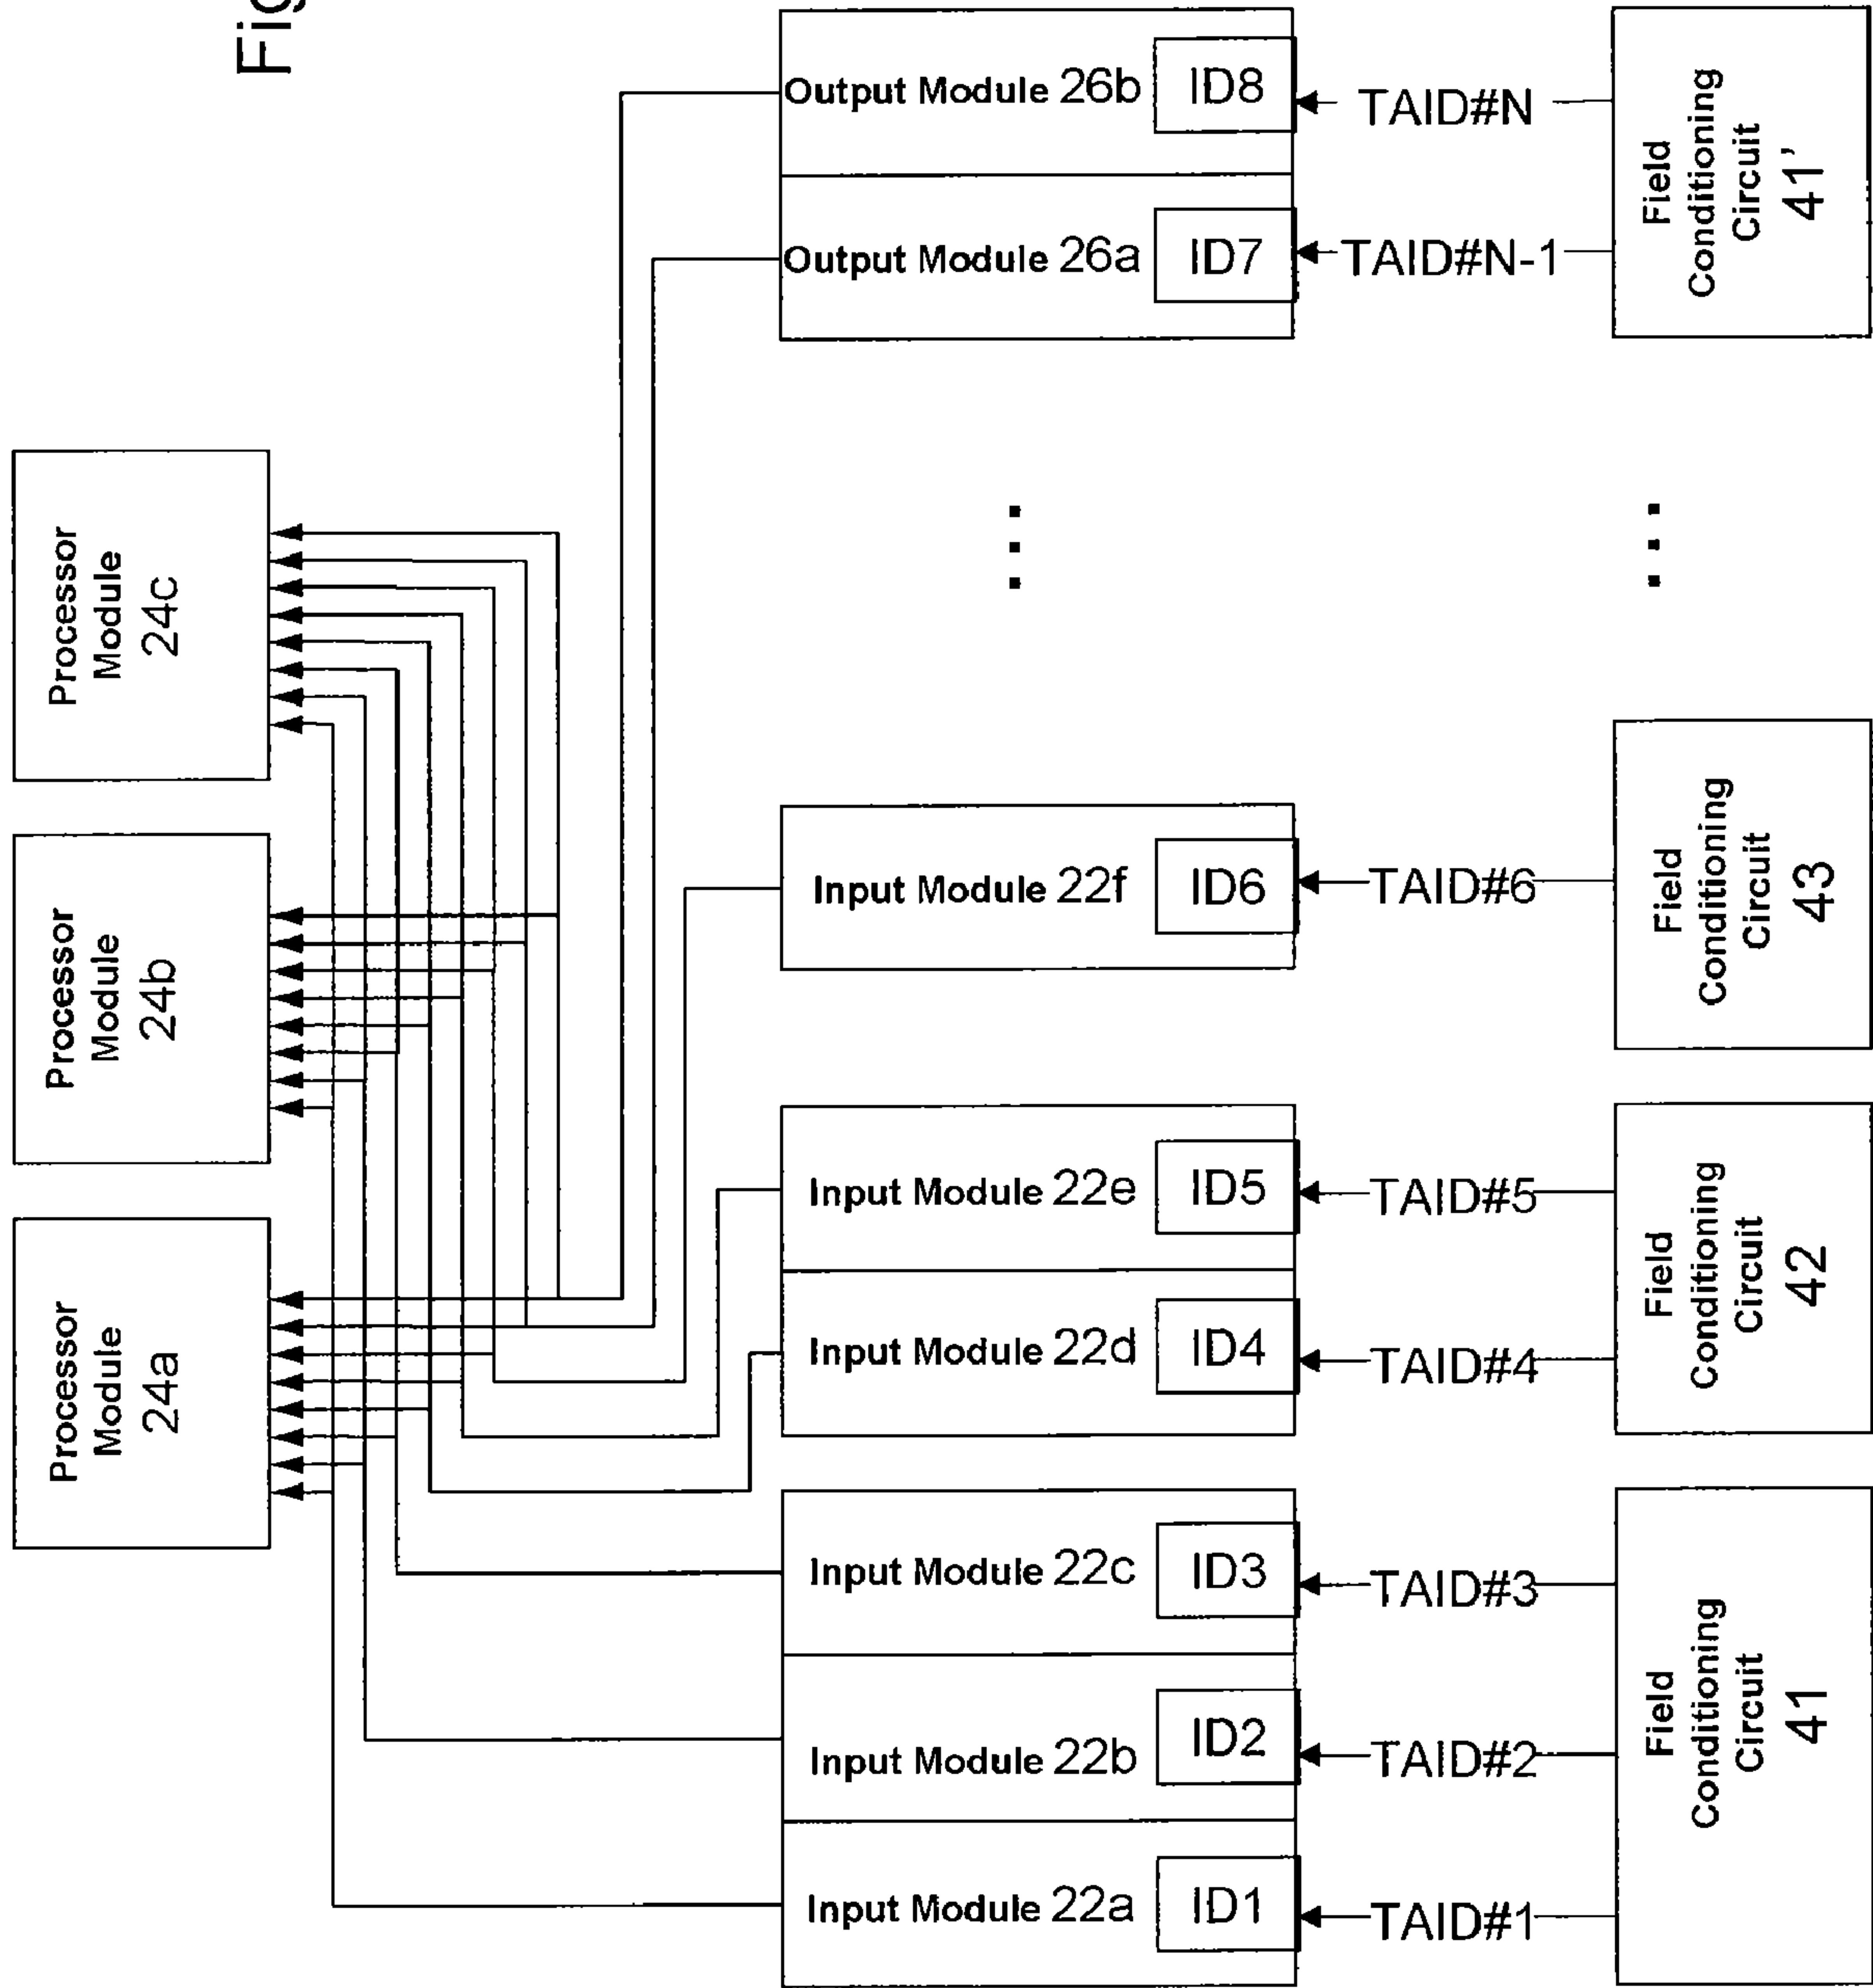 Fig
Processor
Module
24a
Processor
Module
24b
Processor
Module
24c
Input Module 22a
ID1
Input Module 22b
ID2
Input Module 22c
ID3
Input Module 22d
ID4
Input Module 22e
ID5
Input Module 22f
ID6
...
Output Module 26a
ID7
Output Module 26b
ID8
TAID#1
TAID#2
TAID#3
TAID#4
TAID#5
TAID#6
TAID#N-1
TAID#N
Field
Conditioning
Circuit
41
Field
Conditioning
Circuit
42
Field
Conditioning
Circuit
43
...
Field
Conditioning
Circuit
41'